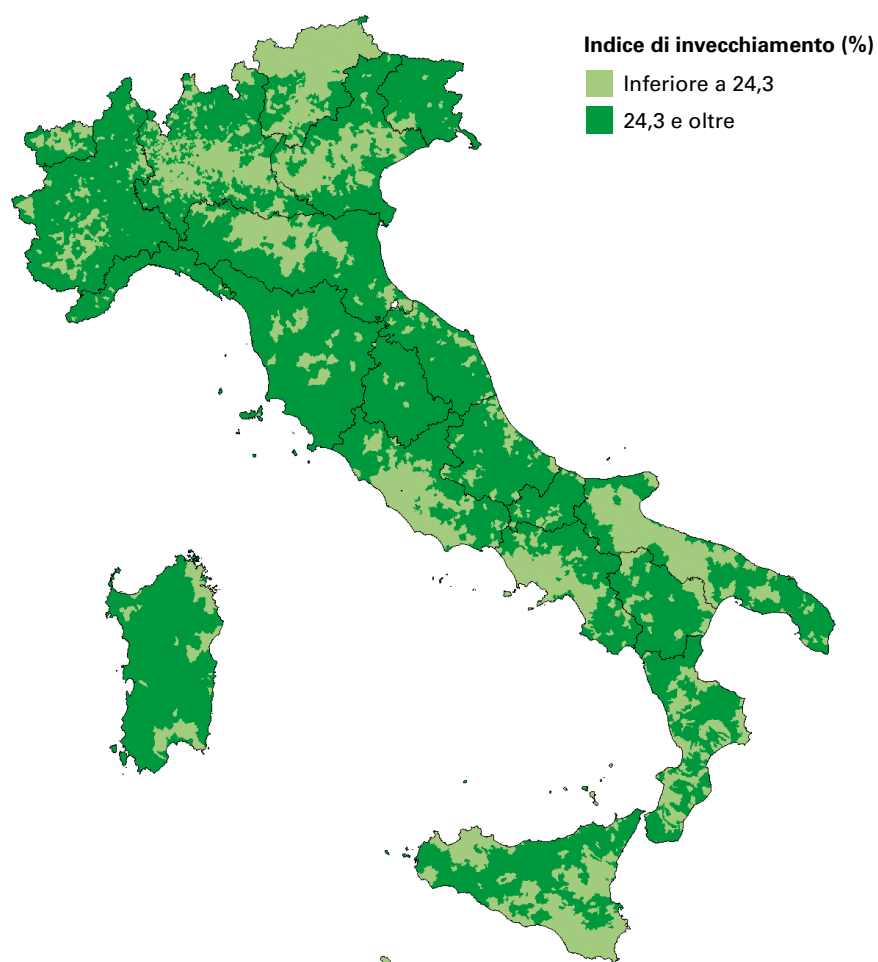 Indice di invecchiamento (%)
Inferiore a 24,3
24,3 e oltre